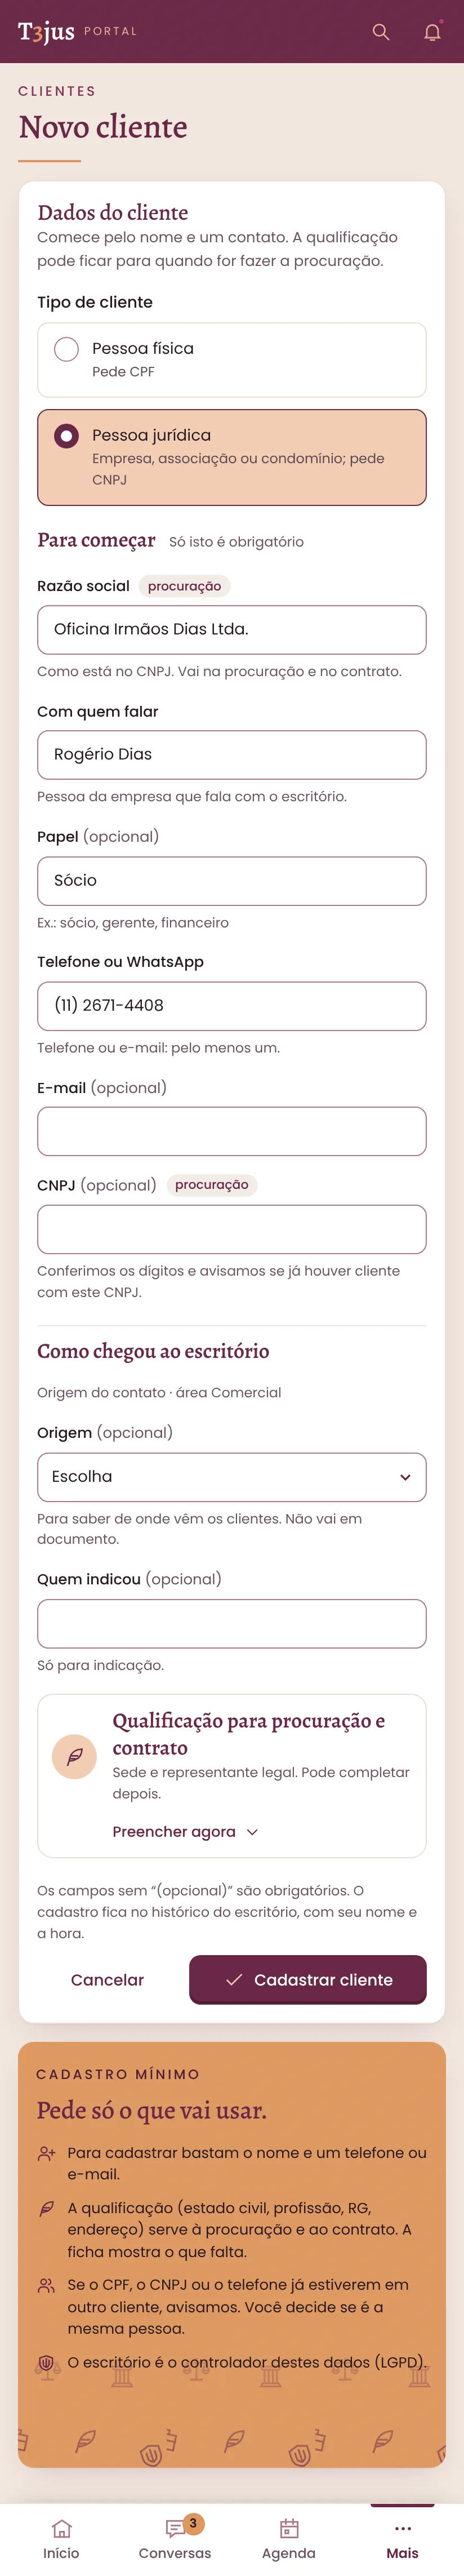 T3jus PORTAL
CLIENTES
Novo cliente
Dados do cliente
Comece pelo nome e um contato. A qualificação
pode ficar para quando for fazer a procuração.
Tipo de cliente
Pessoa física
Pede CPF
Pessoa jurídica
Empresa, associação ou condomínio; pede
CNPJ
Para começar Só isto é obrigatório
Razão social procuração
Oficina Irmãos Dias Ltda.
Como está no CNPJ. Vai na procuração e no contrato.
Com quem falar
Rogério Dias
Pessoa da empresa que fala com o escritório.
Papel (opcional)
Sócio
Ex.: sócio, gerente, financeiro
Telefone ou WhatsApp
(11) 2671-4408
Telefone ou e-mail: pelo menos um.
E-mail (opcional)
CNPJ (opcional) procuração
Conferimos os dígitos e avisamos se já houver cliente
com este CNPJ.
Como chegou ao escritório
Origem do contato · área Comercial
Origem (opcional)
Escolha
Para saber de onde vêm os clientes. Não vai em
documento.
Quem indicou (opcional)
Só para indicação.
Qualificação para procuração e
contrato
Sede e representante legal. Pode completar
depois.
Preencher agora
Os campos sem “(opcional)” são obrigatórios. O
cadastro fica no histórico do escritório, com seu nome e
a hora.
Cancelar Cadastrar cliente
CADASTRO MÍNIMO
Pede só o que vai usar.
Para cadastrar bastam o nome e um telefone ou
e-mail.
A qualificação (estado civil, profissão, RG,
endereço) serve à procuração e ao contrato. A
ficha mostra o que falta.
Se o CPF, o CNPJ ou o telefone já estiverem em
outro cliente, avisamos. Você decide se é a
mesma pessoa.
O escritório é o controlador destes dados (LGPD).
3
Início Conversas Agenda Mais